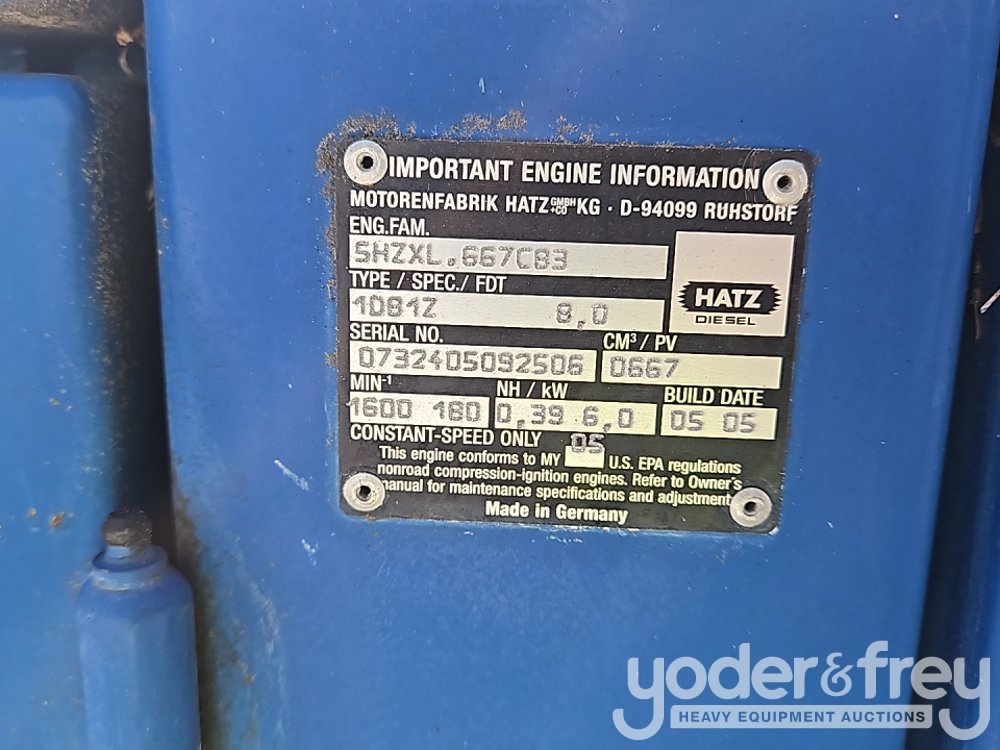 IMPORTANT ENGINE INFORMATION
MOTORENFABRIK HATZ GMBH+CO KG · D-94099 RUHSTORF
ENG.FAM.
5HZXL.667C83
TYPE / SPEC./ FDT
1D81Z 8,0
HATZ
DIESEL
SERIAL NO. CM³ / PV
0732405092506 0667
MIN-¹ NH / kW BUILD DATE
1600 180 0,39 6,0 05 05
CONSTANT-SPEED ONLY 05
This engine conforms to MY U.S. EPA regulations
nonroad compression-ignition engines. Refer to Owner's
manual for maintenance specifications and adjustment
Made in Germany
yoder&frey
HEAVY EQUIPMENT AUCTIONS